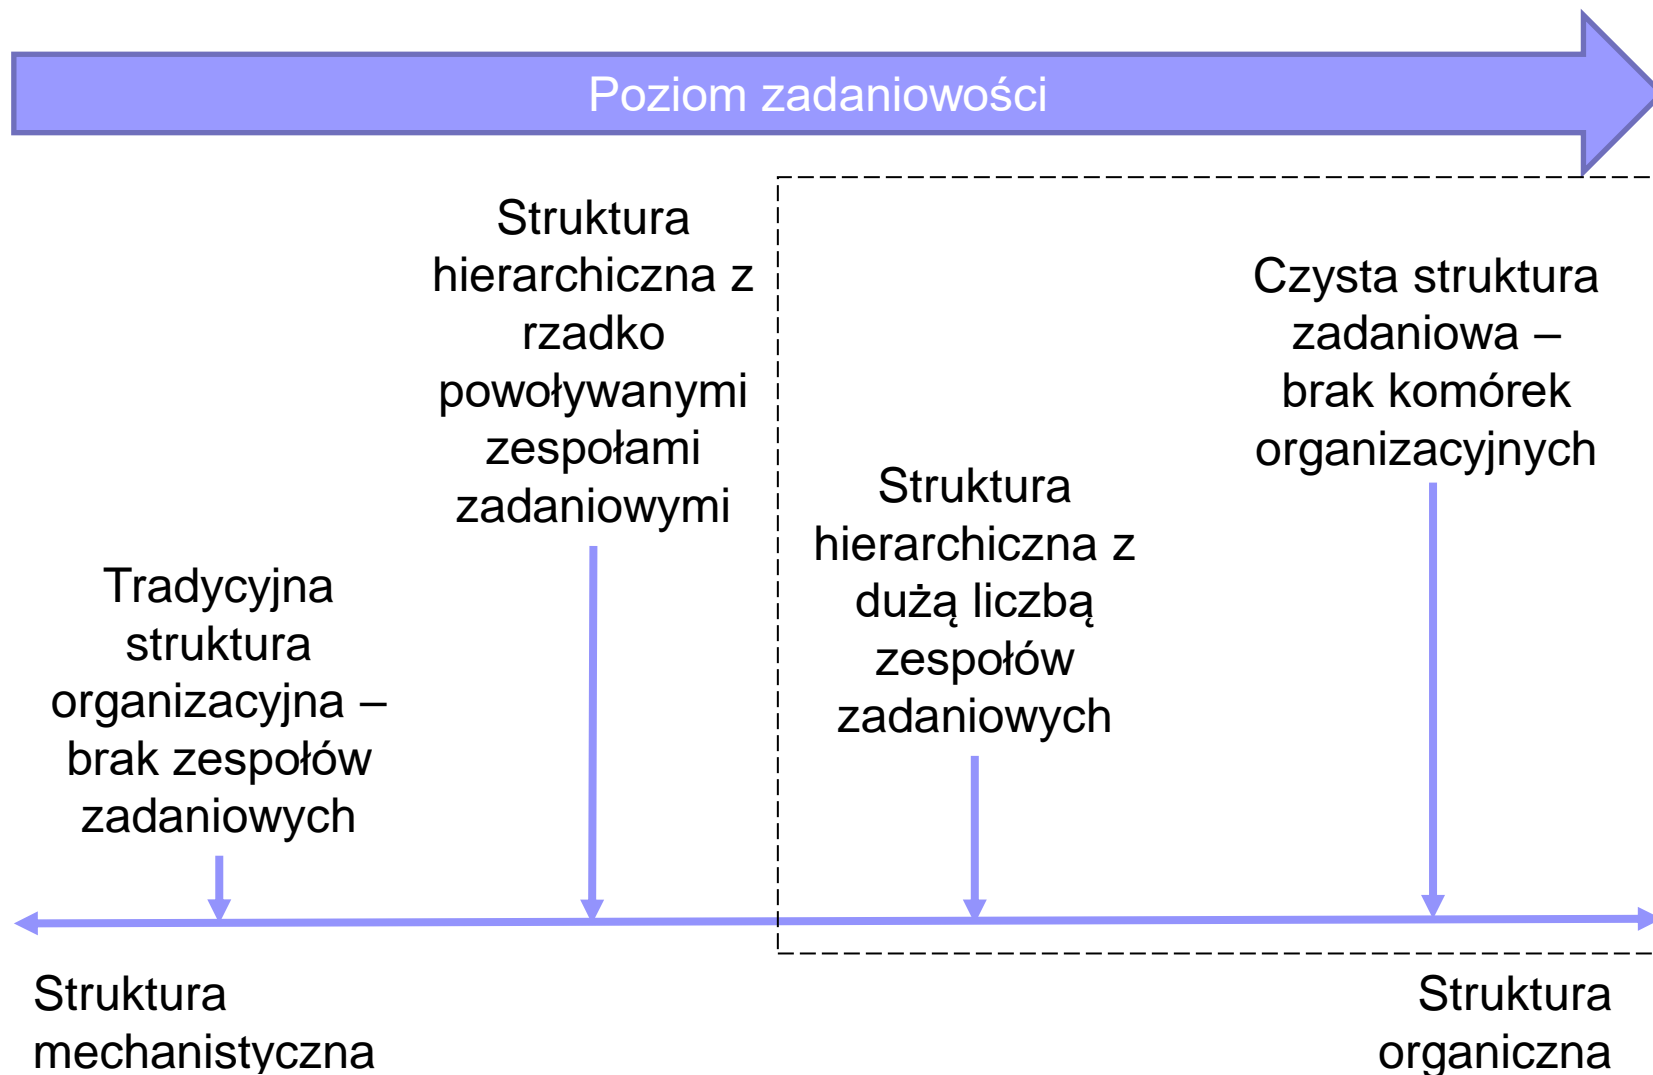 Poziom zadaniowości
Struktura
hierarchiczna z
rzadko
powoływanymi
zespołami
zadaniowymi
Czysta struktura
zadaniowa –
brak komórek
organizacyjnych
Struktura
hierarchiczna z
dużą liczbą
zespołów
zadaniowych
Tradycyjna
struktura
organizacyjna –
brak zespołów
zadaniowych
Struktura
mechanistyczna
Struktura
organiczna